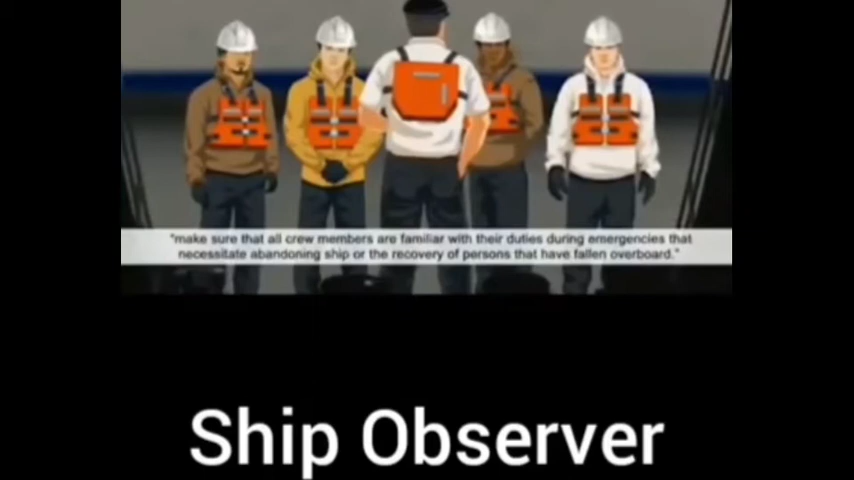 "make sure that all crew members are familiar with their duties during emergencies that
necessitate abandoning ship or the recovery of persons that have fallen overboard."
Ship Observer